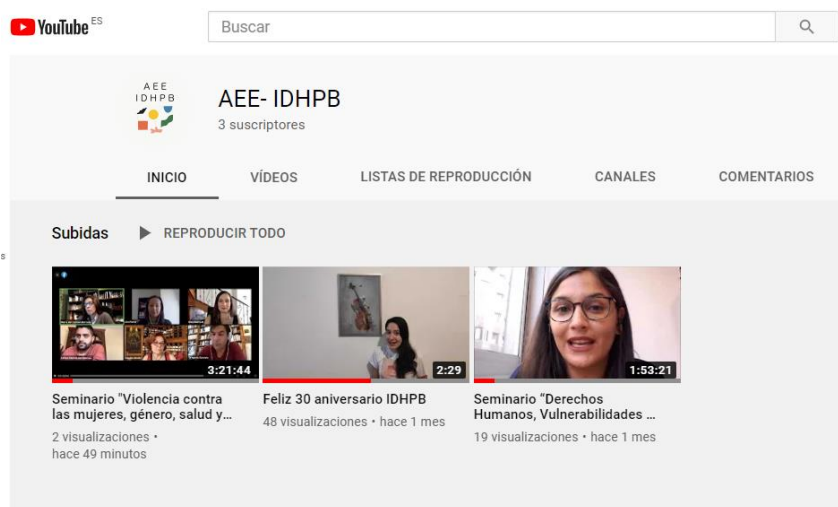 YouTube ES
Buscar
AEE
IDHPB
AEE- IDHPB
3 suscriptores
INICIO
VÍDEOS
LISTAS DE REPRODUCCIÓN
CANALES
COMENTARIOS
Subidas
REPRODUCIR TODO
s
3:21:44
Seminario "Violencia contra
las mujeres, género, salud y...
2 visualizaciones •
hace 49 minutos
2:29
Feliz 30 aniversario IDHPB
48 visualizaciones • hace 1 mes
1:53:21
Seminario “Derechos
Humanos, Vulnerabilidades ...
19 visualizaciones • hace 1 mes